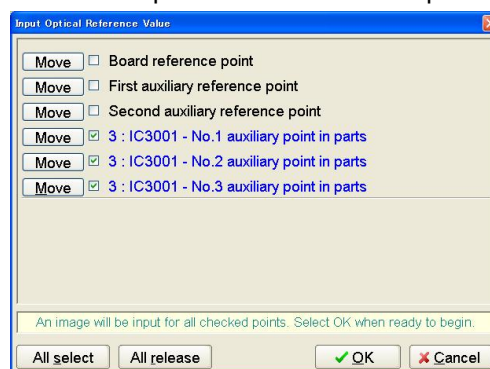 Input Optical Reference Value
Move Board reference point
Move First auxiliary reference point
Move Second auxiliary reference point
Move 3 : IC3001 - No.1 auxiliary point in parts
Move 3 : IC3001 - No.2 auxiliary point in parts
Move 3 : IC3001 - No.3 auxiliary point in parts
An image will be input for all checked points. Select OK when ready to begin.
All select All release OK Cancel